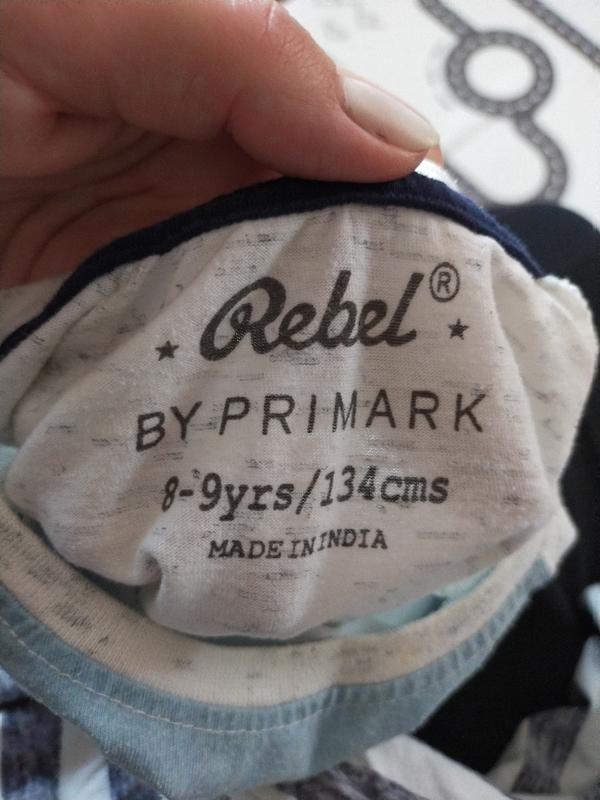 Rebel®
BY PRIMARK
8-9yrs/134cms
MADE IN INDIA